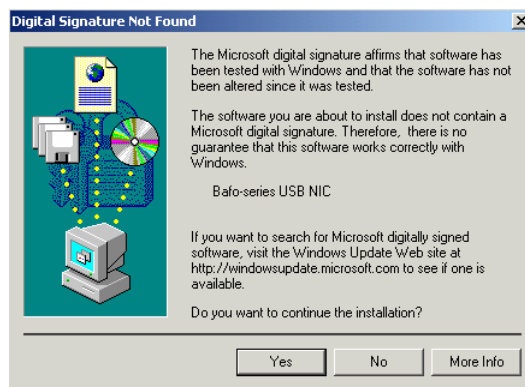 Digital Signature Not Found
The Microsoft digital signature affirms that software has
been tested with Windows and that the software has not
been altered since it was tested.
The software you are about to install does not contain a
Microsoft digital signature. Therefore, there is no
guarantee that this software works correctly with
Windows.
Bafo-series USB NIC
If you want to search for Microsoft digitally signed
software, visit the Windows Update Web site at
http://windowsupdate.microsoft.com to see if one is
available.
Do you want to continue the installation?
Yes No More Info